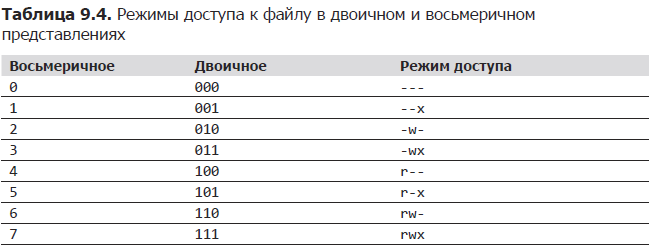 Таблица 9.4. Режимы доступа к файлу в двоичном и восьмеричном
представлениях
Восьмеричное Двоичное Режим доступа
0 000 ---
1 001 --x
2 010 -w-
3 011 -wx
4 100 r--
5 101 r-x
6 110 rw-
7 111 rwx